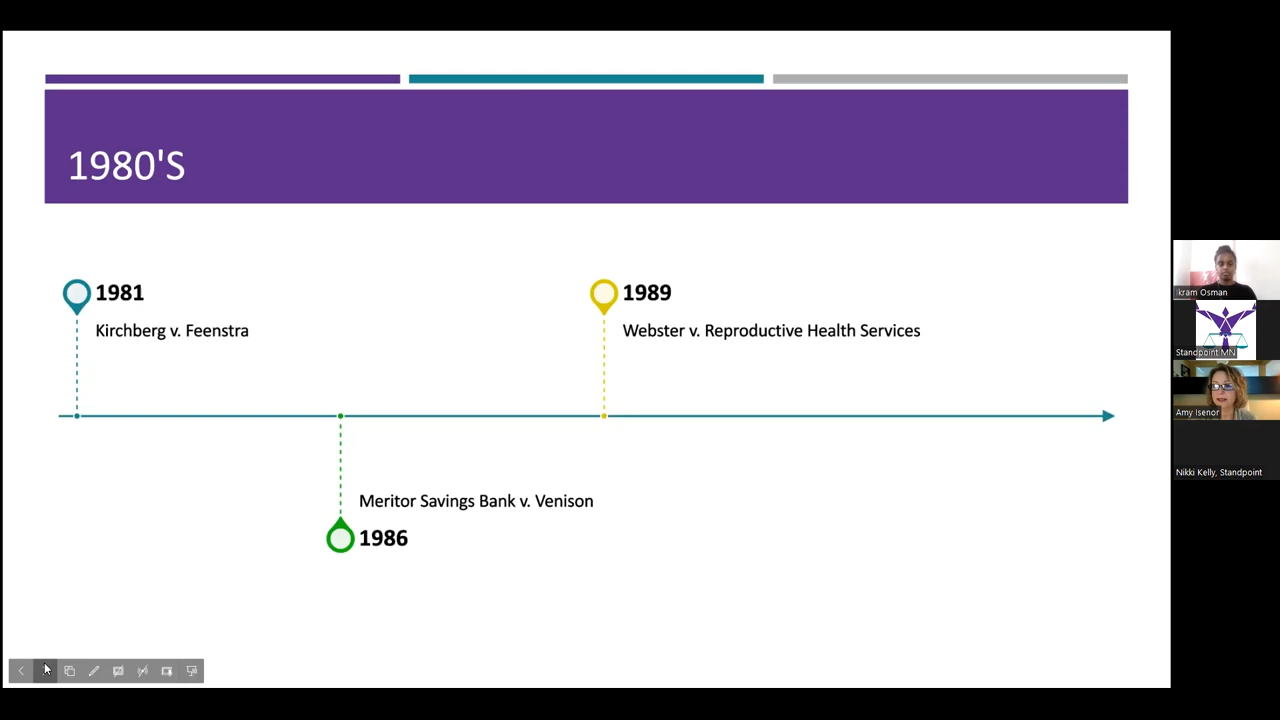 1980'S
1981
Kirchberg v. Feenstra
1989
Webster v. Reproductive Health Services
Meritor Savings Bank v. Venison
1986
Ikram Osman
Standpoint MN
Amy Isenor
Nikki Kelly, Standpoint